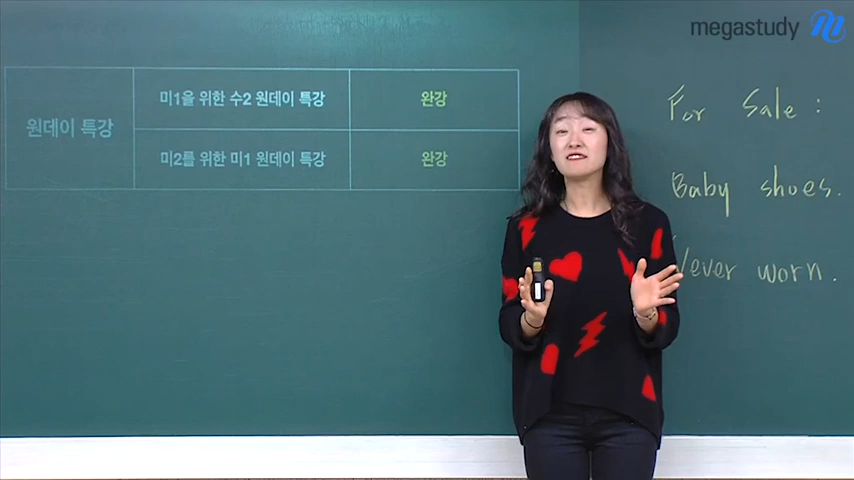 megastudy
원데이 특강
미1을 위한 수2 원데이 특강
완강
미2를 위한 미1 원데이 특강
완강
For Sale :
Baby shoes.
Never worn.